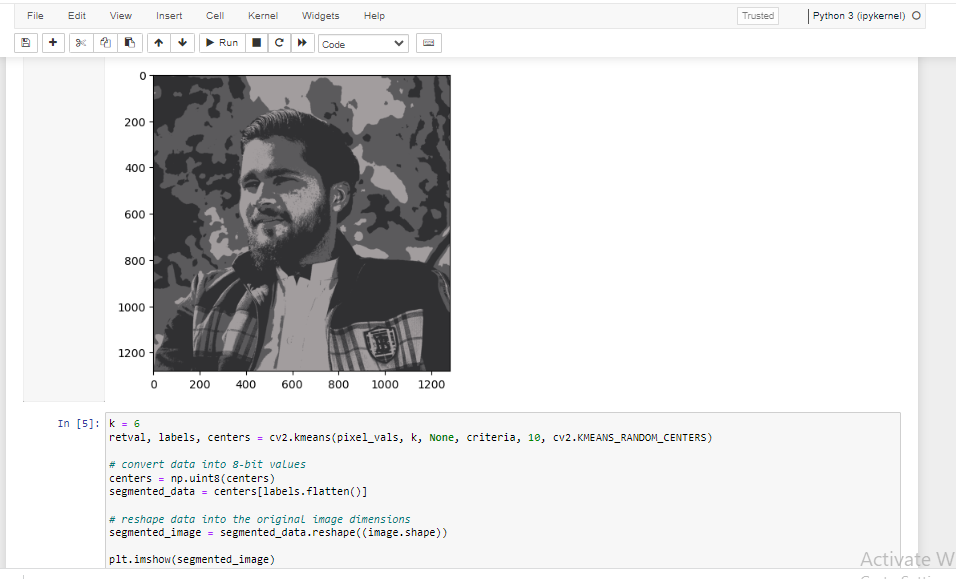 File Edit View Insert Cell Kernel Widgets Help Trusted Python 3 (ipykernel)
Run Code
0
200
400
600
800
1000
1200
0 200 400 600 800 1000 1200
In [5]: k = 6
retval, labels, centers = cv2.kmeans(pixel_vals, k, None, criteria, 10, cv2.KMEANS_RANDOM_CENTERS)
# convert data into 8-bit values
centers = np.uint8(centers)
segmented_data = centers[labels.flatten()]
# reshape data into the original image dimensions
segmented_image = segmented_data.reshape((image.shape))
plt.imshow(segmented_image)
Activate W